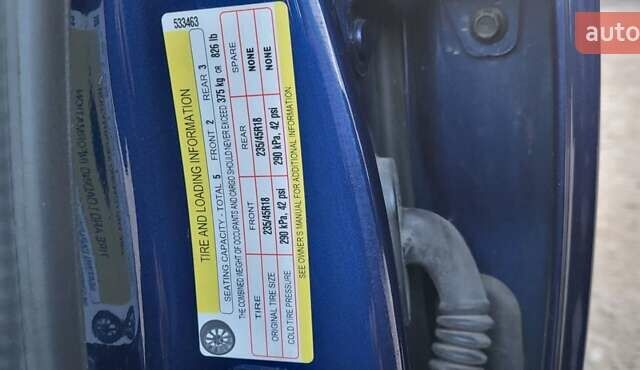 533463
TIRE AND LOADING INFORMATION
SEATING CAPACITY - TOTAL 5 FRONT 2 REAR 3
THE COMBINED WEIGHT OF OCCUPANTS AND CARGO SHOULD NEVER EXCEED 375 kg OR 826 lb
TIRE FRONT REAR SPARE
ORIGINAL TIRE SIZE 235/45R18 235/45R18 NONE
COLD TIRE PRESSURE 290 kPa, 42 psi 290 kPa, 42 psi NONE
SEE OWNER'S MANUAL FOR ADDITIONAL INFORMATION
auto